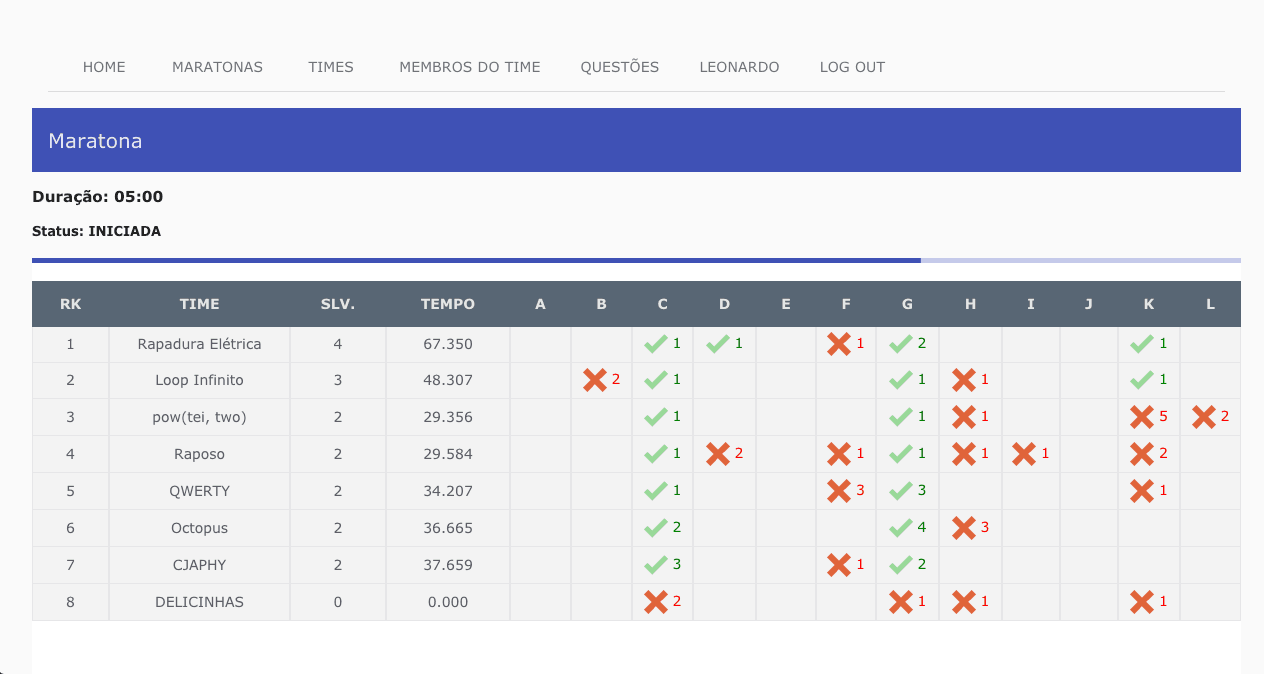 HOME MARATONAS TIMES MEMBROS DO TIME QUESTÕES LEONARDO LOG OUT
Maratona
Duração: 05:00
Status: INICIADA
RK TIME SLV. TEMPO A B C D E F G H I J K L
1 Rapadura Elétrica 4 67.350 1 1 1 2 1
2 Loop Infinito 3 48.307 2 1 1 1 1
3 pow(tei, two) 2 29.356 1 1 1 5 2
4 Raposo 2 29.584 1 2 1 1 1 1 2
5 QWERTY 2 34.207 1 3 3 1
6 Octopus 2 36.665 2 4 3
7 CJAPHY 2 37.659 3 1 2
8 DELICINHAS 0 0.000 2 1 1 1